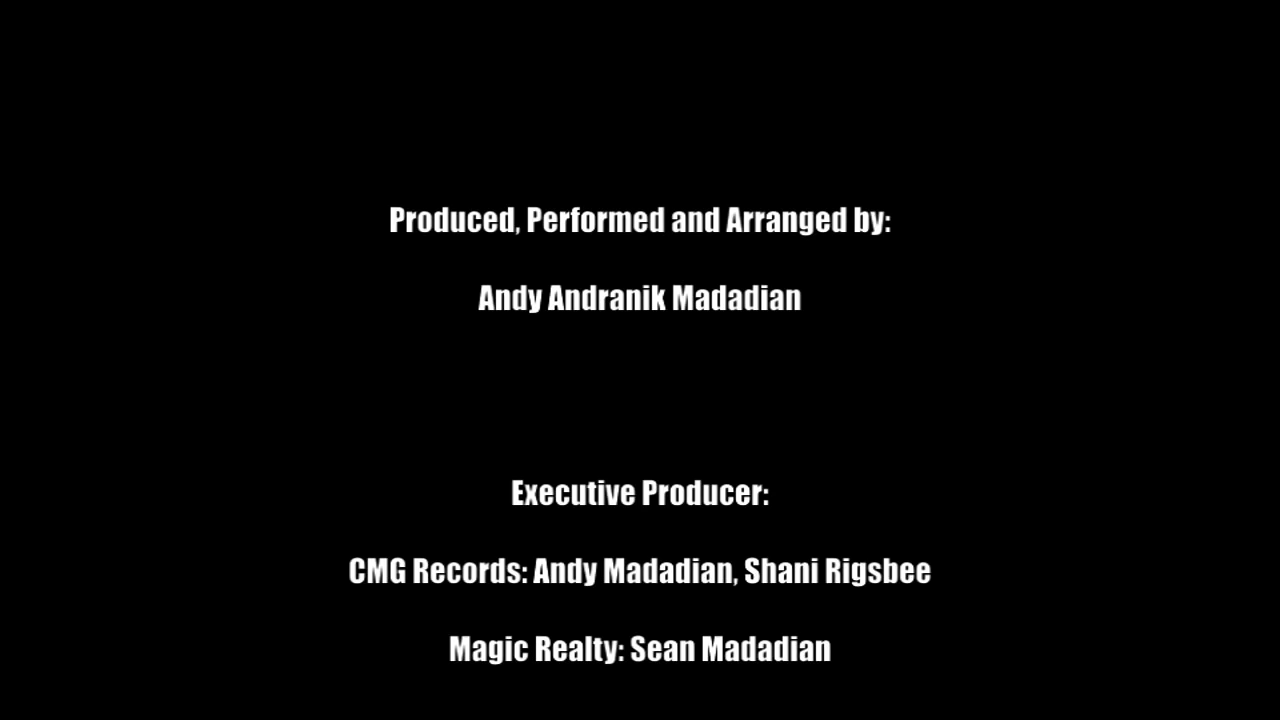 Produced, Performed and Arranged by:
Andy Andranik Madadian
Executive Producer:
CMG Records: Andy Madadian, Shani Rigsbee
Magic Realty: Sean Madadian